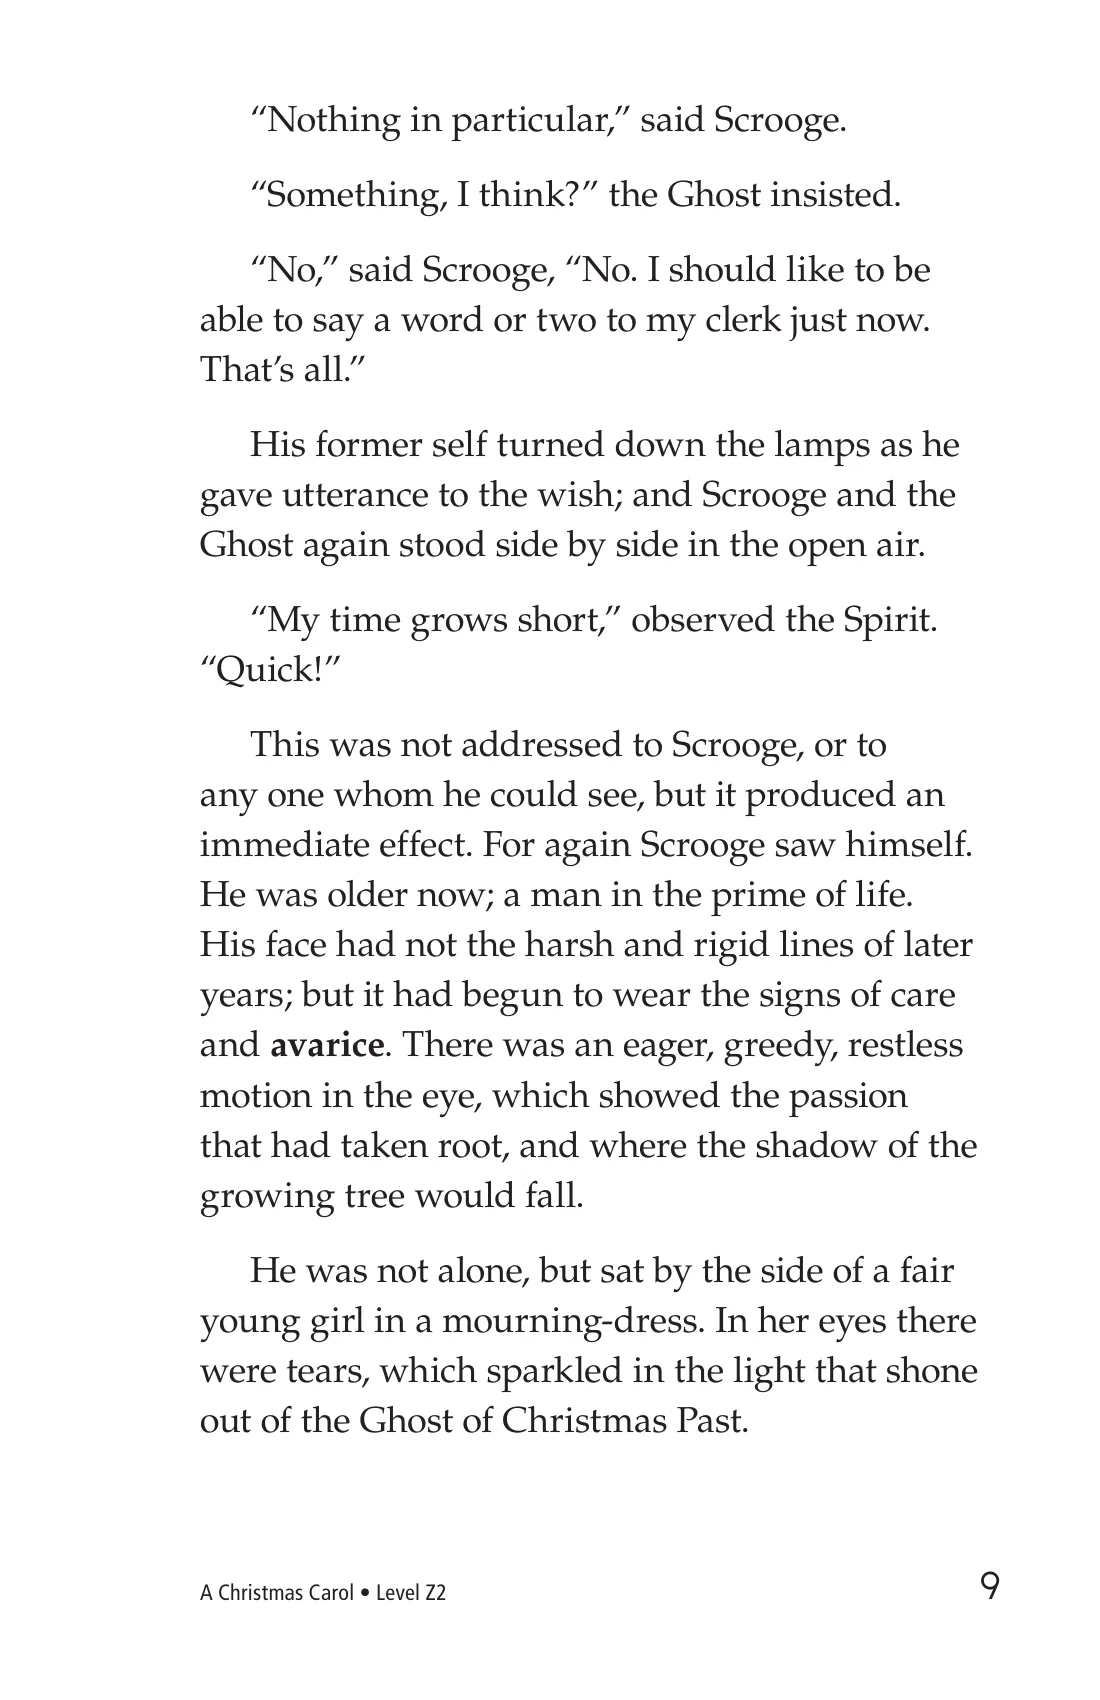 “Nothing in particular,” said Scrooge.
“Something, I think?” the Ghost insisted.
“No,” said Scrooge, “No. I should like to be
able to say a word or two to my clerk just now.
That’s all.”
His former self turned down the lamps as he
gave utterance to the wish; and Scrooge and the
Ghost again stood side by side in the open air.
“My time grows short,” observed the Spirit.
“Quick!”
This was not addressed to Scrooge, or to
any one whom he could see, but it produced an
immediate effect. For again Scrooge saw himself.
He was older now; a man in the prime of life.
His face had not the harsh and rigid lines of later
years; but it had begun to wear the signs of care
and avarice. There was an eager, greedy, restless
motion in the eye, which showed the passion
that had taken root, and where the shadow of the
growing tree would fall.
He was not alone, but sat by the side of a fair
young girl in a mourning-dress. In her eyes there
were tears, which sparkled in the light that shone
out of the Ghost of Christmas Past.
A Christmas Carol • Level Z2
9